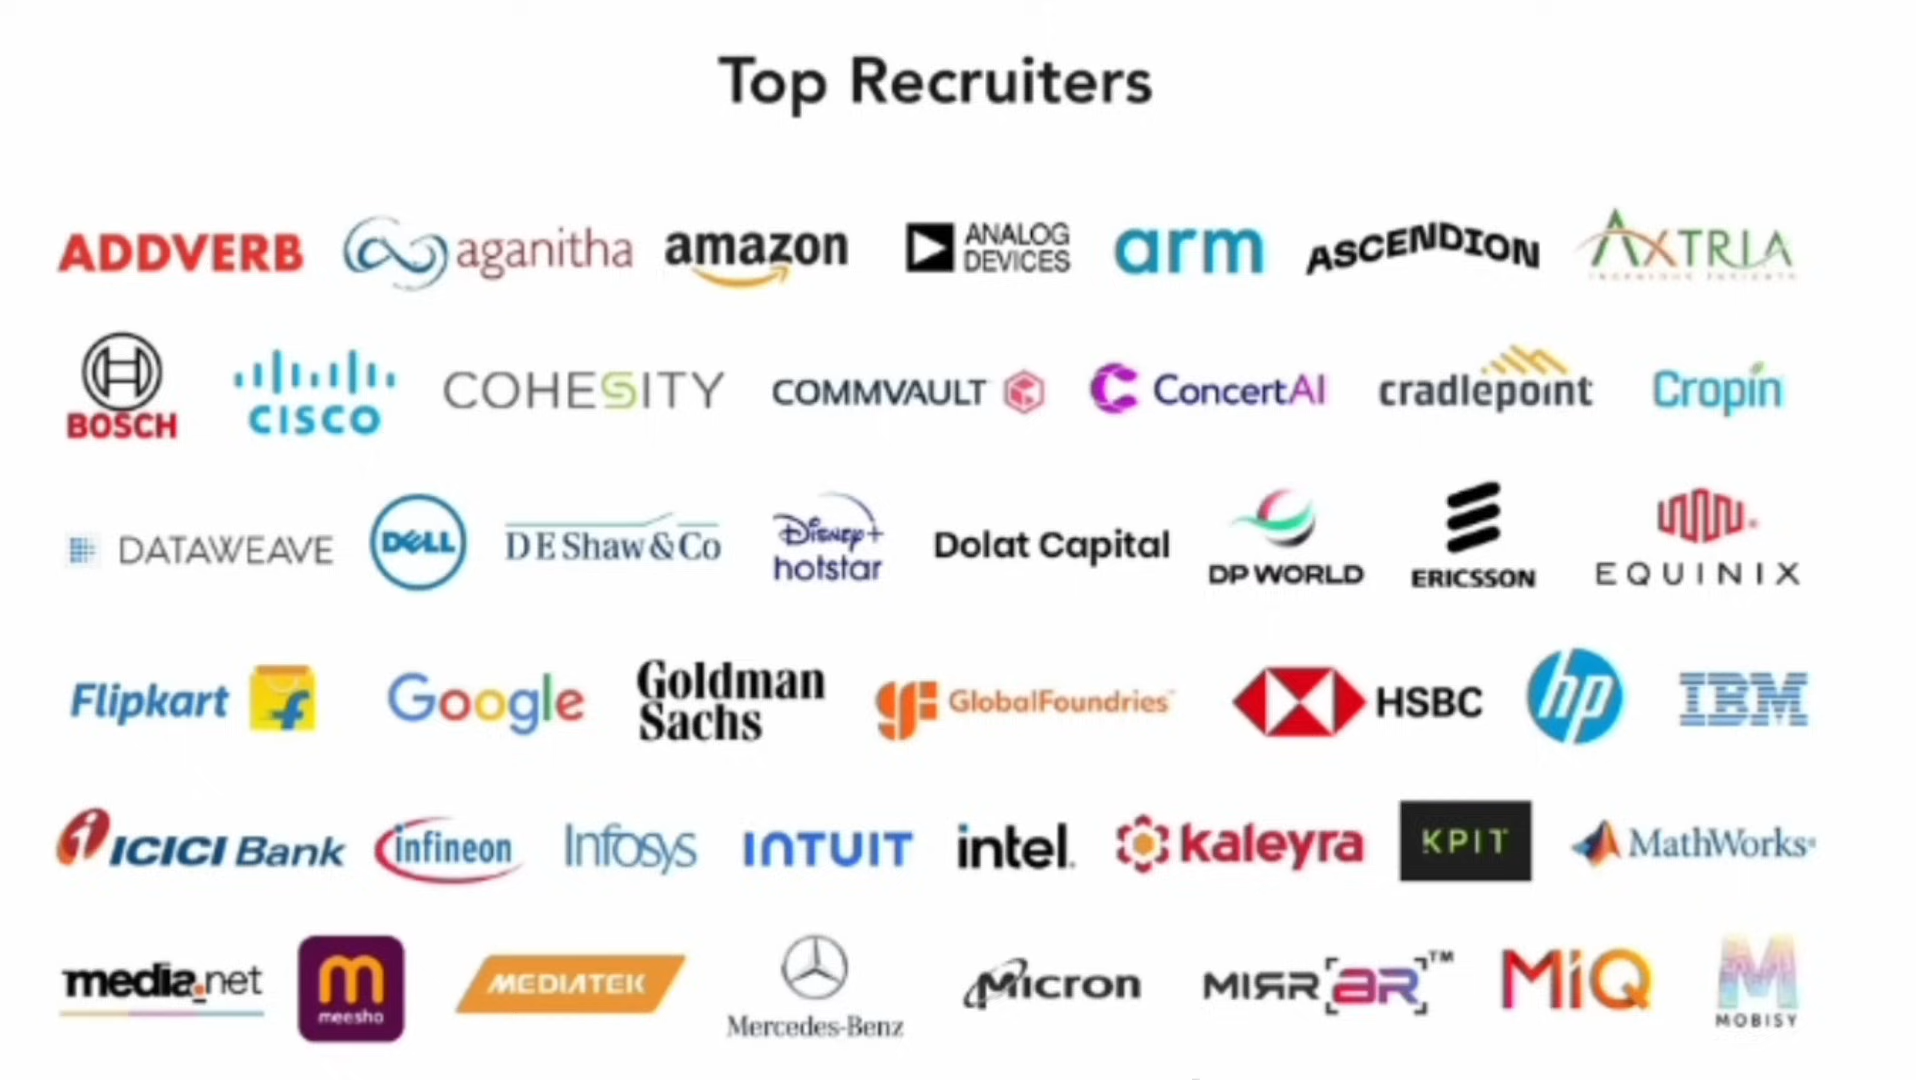 Top Recruiters
ADDVERB aganitha amazon ANALOG DEVICES arm ASCENDION AXTRIA
BOSCH CISCO COHESITY COMMVAULT ConcertAI cradlepoint Cropin
DATAWEAVE DELL DE Shaw & Co Disney+ hotstar Dolat Capital DP WORLD ERICSSON EQUINIX
Flipkart Google Goldman Sachs GlobalFoundries HSBC hp IBM
ICICI Bank infineon Infosys INTUIT intel. kaleyra KPIT MathWorks
media.net meesho MEDIATEK Mercedes-Benz Micron MIRRAR™ MiQ MOBISY